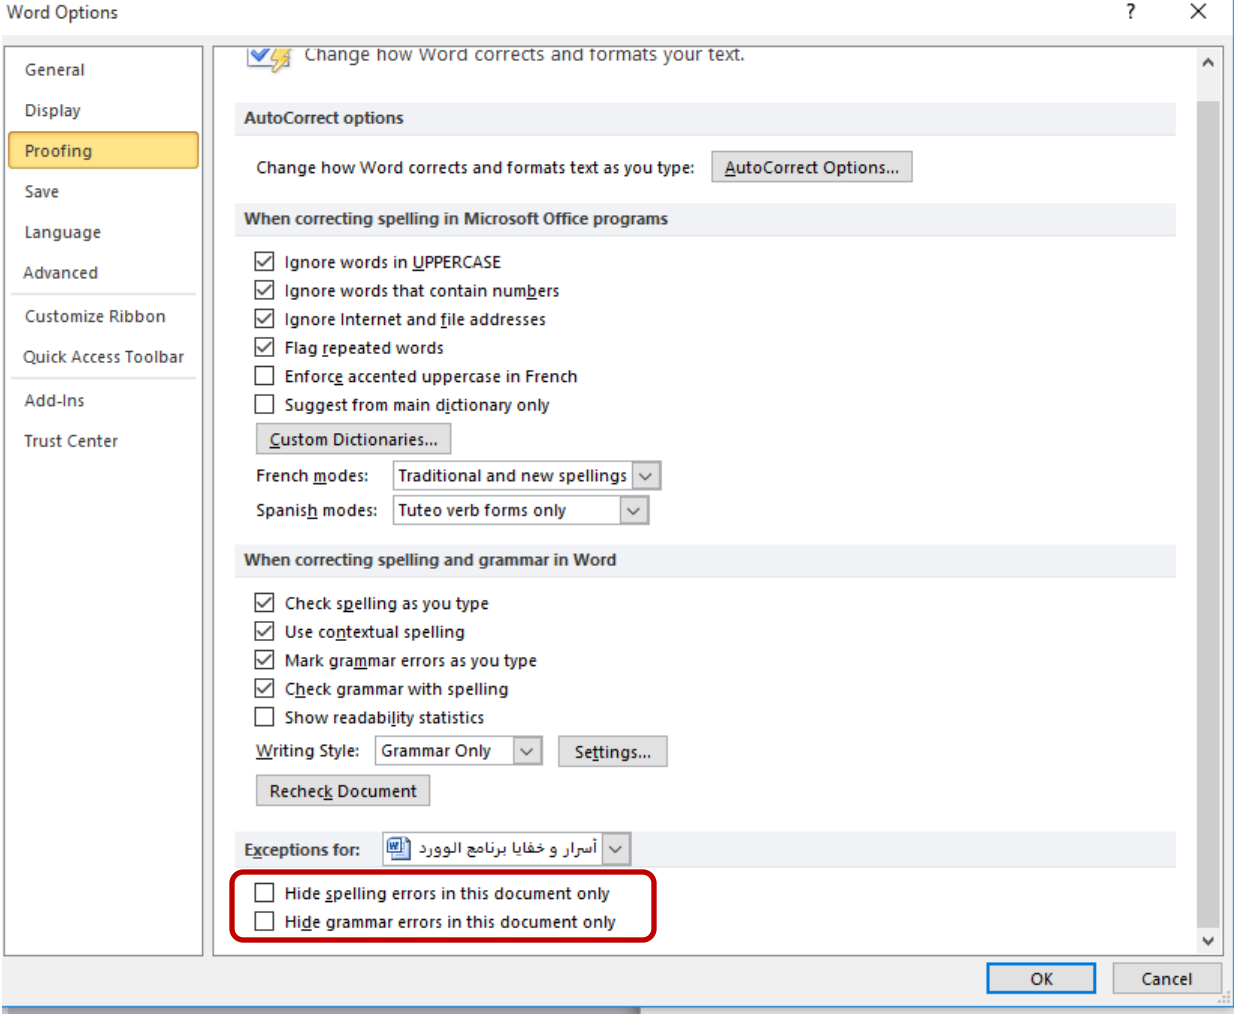 Word Options
General
Display
Proofing
Save
Language
Advanced
Customize Ribbon
Quick Access Toolbar
Add-Ins
Trust Center
Change how Word corrects and formats your text.
AutoCorrect options
Change how Word corrects and formats text as you type: AutoCorrect Options...
When correcting spelling in Microsoft Office programs
Ignore words in UPPERCASE
Ignore words that contain numbers
Ignore Internet and file addresses
Flag repeated words
Enforce accented uppercase in French
Suggest from main dictionary only
Custom Dictionaries...
French modes: Traditional and new spellings
Spanish modes: Tuteo verb forms only
When correcting spelling and grammar in Word
Check spelling as you type
Use contextual spelling
Mark grammar errors as you type
Check grammar with spelling
Show readability statistics
Writing Style: Grammar Only Settings...
Recheck Document
Exceptions for: أسرار و خفايا برنامج الوورد
Hide spelling errors in this document only
Hide grammar errors in this document only
OK Cancel